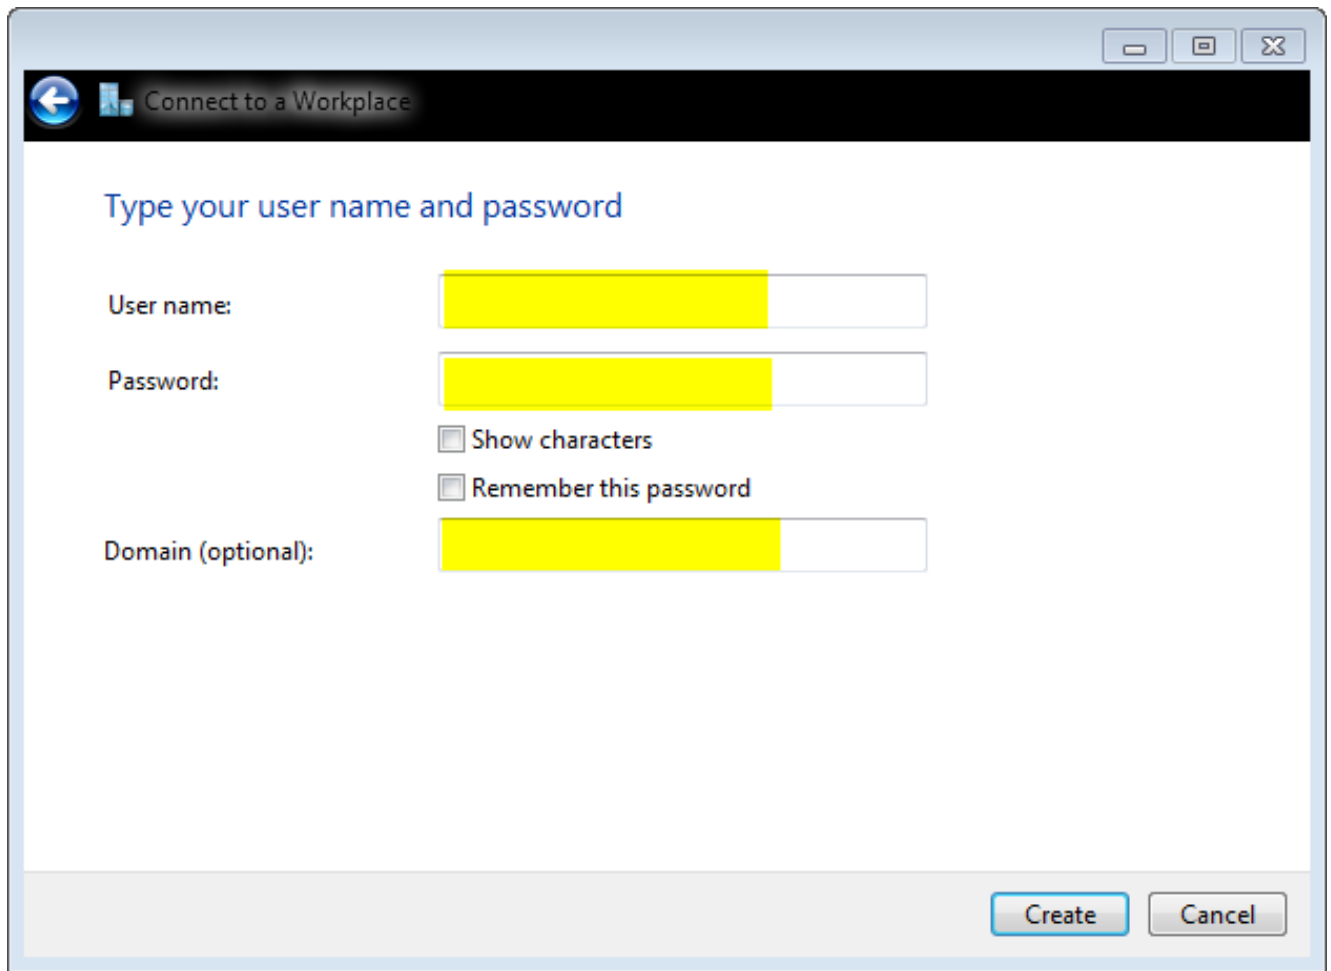 Connect to a Workplace
Type your user name and password
User name:
Password:
Show characters
Remember this password
Domain (optional):
Create Cancel